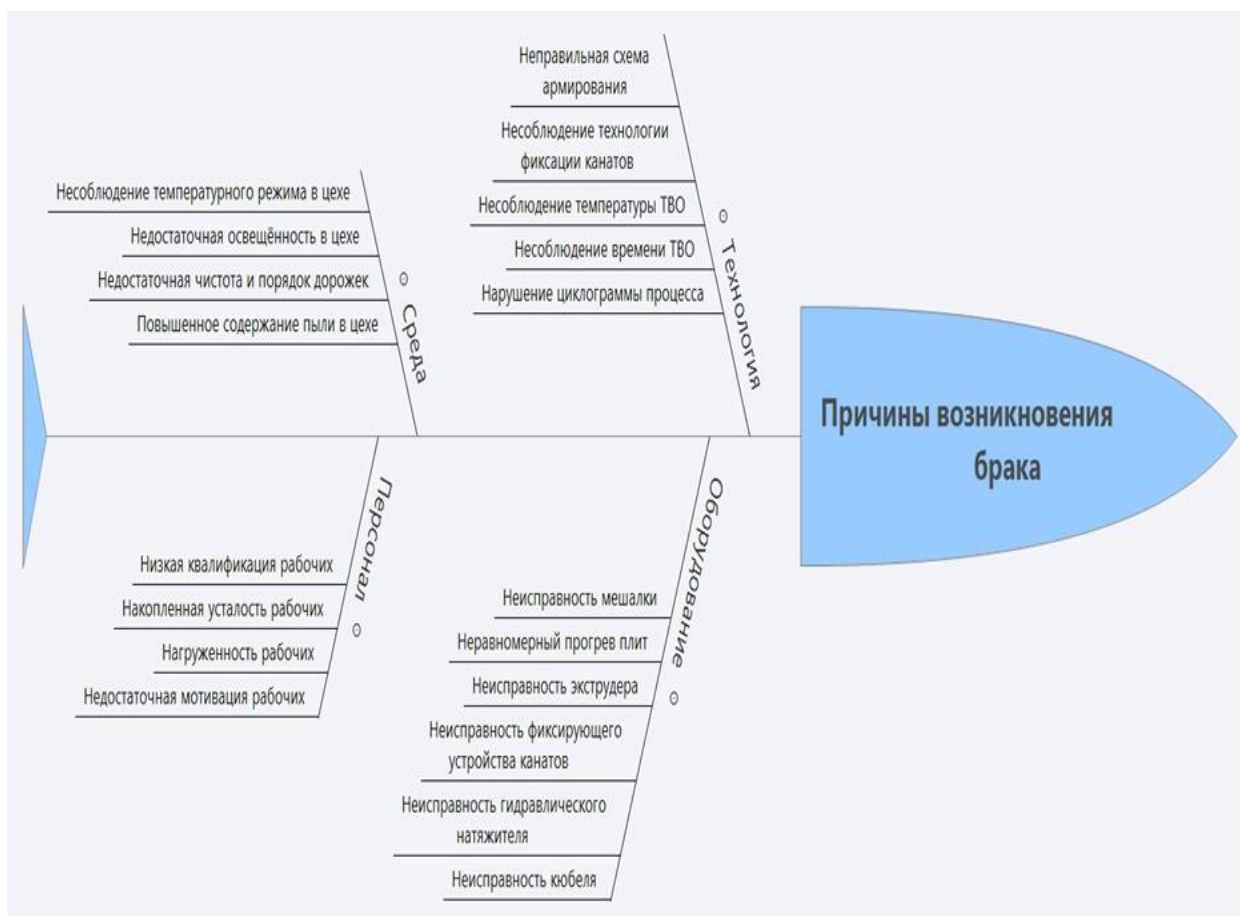 Неправильная схема
армирования
Несоблюдение технологии
фиксации канатов
Несоблюдение температуры ТВО
Несоблюдение времени ТВО
Нарушение циклограммы процесса
Технология
Несоблюдение температурного режима в цехе
Недостаточная освещённость в цехе
Недостаточная чистота и порядок дорожек
Повышенное содержание пыли в цехе
Среда
Причины возникновения
брака
Персонал
Низкая квалификация рабочих
Накопленная усталость рабочих
Нагруженность рабочих
Недостаточная мотивация рабочих
Оборудование
Неисправность мешалки
Неравномерный прогрев плит
Неисправность экструдера
Неисправность фиксирующего
устройства канатов
Неисправность гидравлического
натяжителя
Неисправность кюбеля